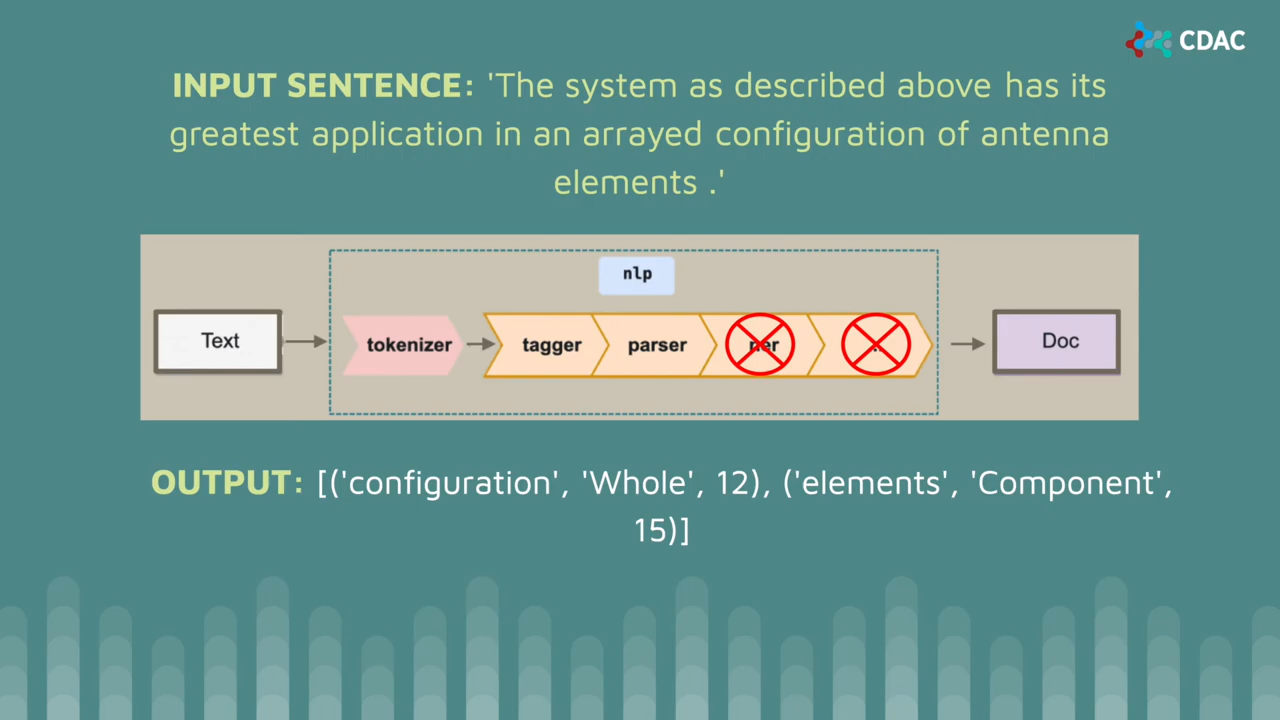 CDAC
INPUT SENTENCE: 'The system as described above has its
greatest application in an arrayed configuration of antenna
elements .'
nlp
Text
tokenizer
tagger
parser
ner
Doc
OUTPUT: [('configuration', 'Whole', 12), ('elements', 'Component',
15)]